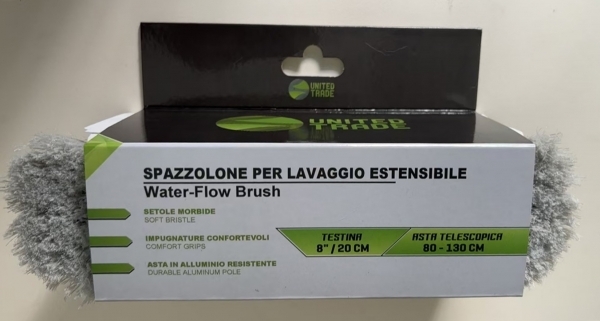 UNITED
TRADE
UNITED
TRADE
SPAZZOLONE PER LAVAGGIO ESTENSIBILE
Water-Flow Brush
SETOLE MORBIDE
SOFT BRISTLE
IMPUGNATURE CONFORTEVOLI
COMFORT GRIPS
ASTA IN ALLUMINIO RESISTENTE
DURABLE ALUMINUM POLE
TESTINA
8" / 20 CM
ASTA TELESCOPICA
80 - 130 CM